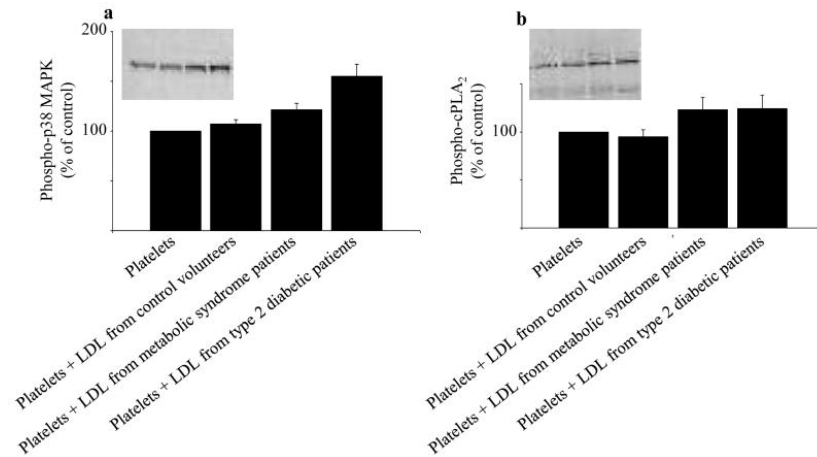 a
200
100
Phospho-p38 MAPK
(% of control)
Platelets
Platelets + LDL from control volunteers
Platelets + LDL from metabolic syndrome patients
Platelets + LDL from type 2 diabetic patients
b
100
Phospho-cPLA₂
(% of control)
Platelets
Platelets + LDL from control volunteers
Platelets + LDL from metabolic syndrome patients
Platelets + LDL from type 2 diabetic patients